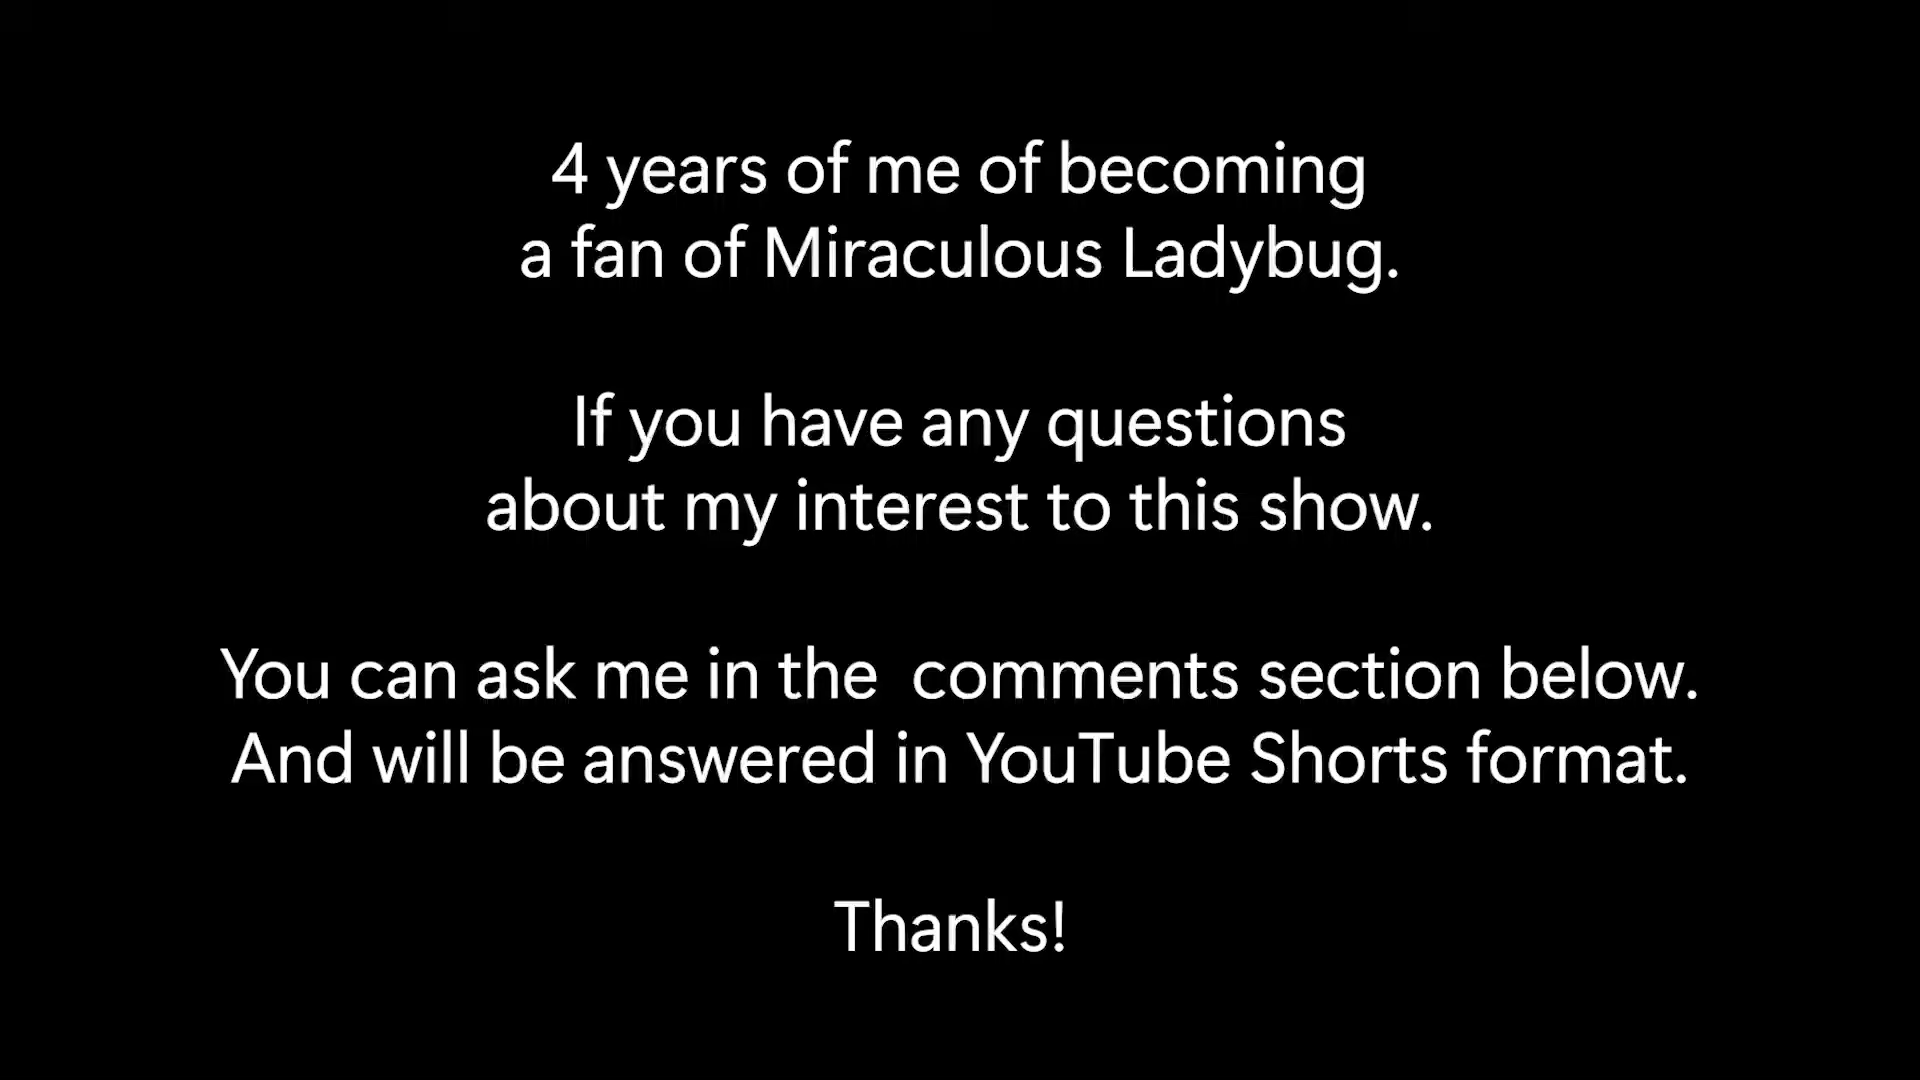 4 years of me of becoming
a fan of Miraculous Ladybug.
If you have any questions
about my interest to this show.
You can ask me in the  comments section below.
And will be answered in YouTube Shorts format.
Thanks!